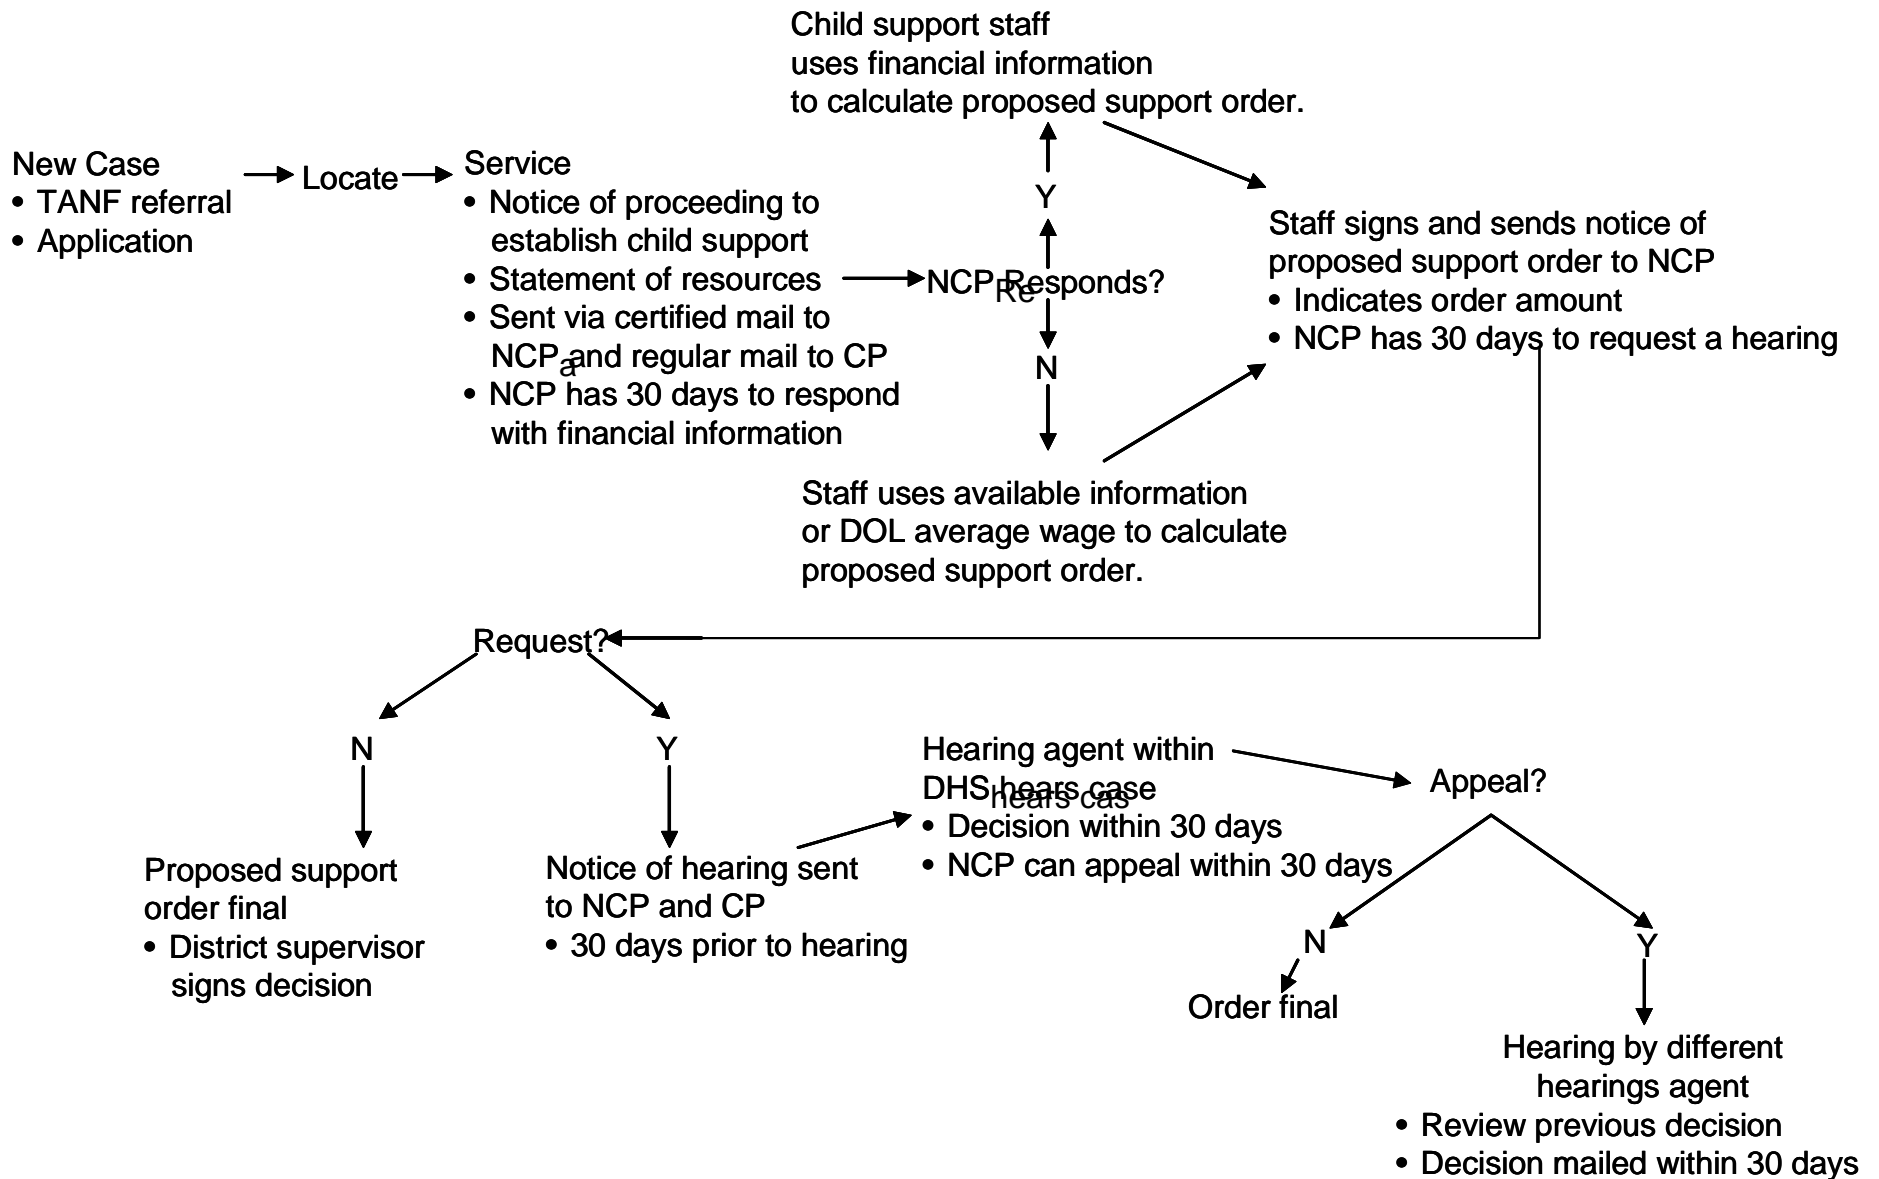 Child support staff
uses financial information
to calculate proposed support order.
New Case
• TANF referral
• Application
Locate
Service
• Notice of proceeding to
establish child support
• Statement of resources
• Sent via certified mail to
NCP and regular mail to CP
a
• NCP has 30 days to respond
with financial information
Y
NCP Responds?
Re
N
Staff signs and sends notice of
proposed support order to NCP
• Indicates order amount
• NCP has 30 days to request a hearing
Staff uses available information
or DOL average wage to calculate
proposed support order.
Request?
N
Y
Proposed support
order final
• District supervisor
signs decision
Notice of hearing sent
to NCP and CP
• 30 days prior to hearing
Hearing agent within
DHS hears case
hears cas
• Decision within 30 days
• NCP can appeal within 30 days
Appeal?
N
Y
Order final
Hearing by different
hearings agent
• Review previous decision
• Decision mailed within 30 days